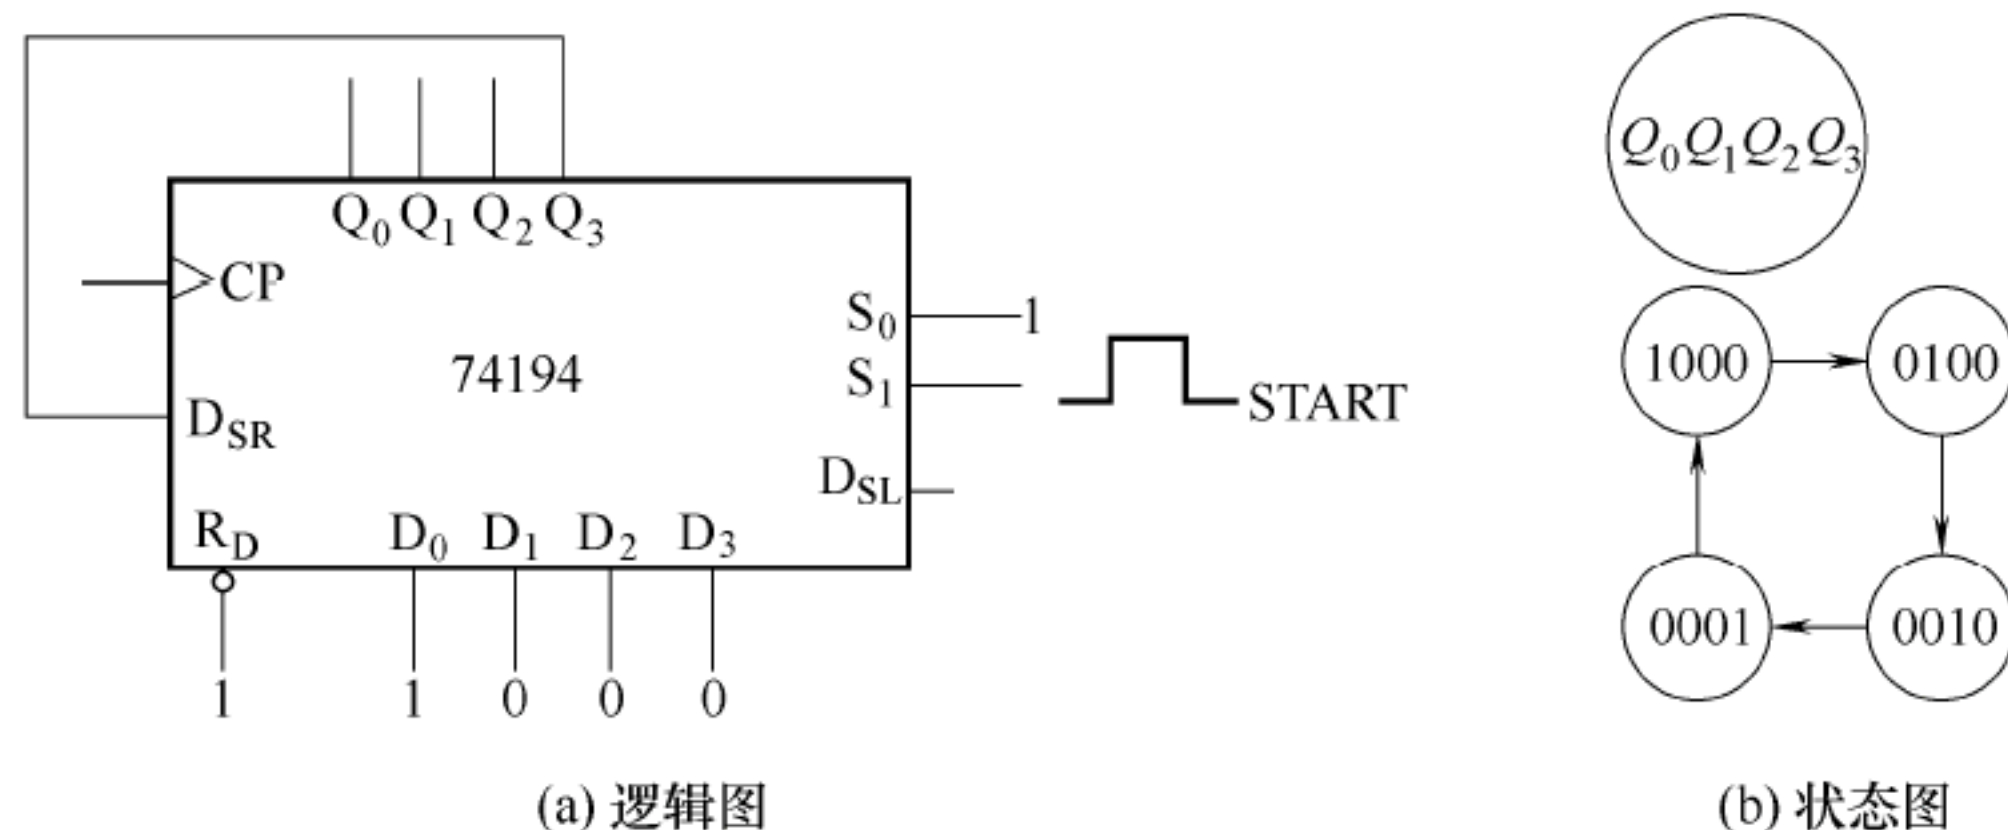 Q0 Q1 Q2 Q3
CP
74194
S0 1
S1
START
DSR
DSL
RD D0 D1 D2 D3
1 1 0 0 0
(a) 逻辑图
Q0Q1Q2Q3
1000 0100
0001 0010
(b) 状态图